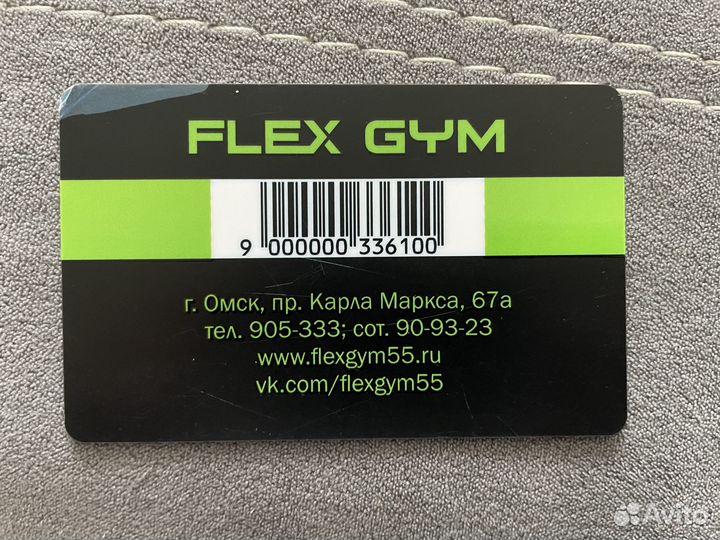 FLEX GYM
9 000000 336100
г. Омск, пр. Карла Маркса, 67а
тел. 905-333; сот. 90-93-23
www.flexgym55.ru
vk.com/flexgym55
Avito